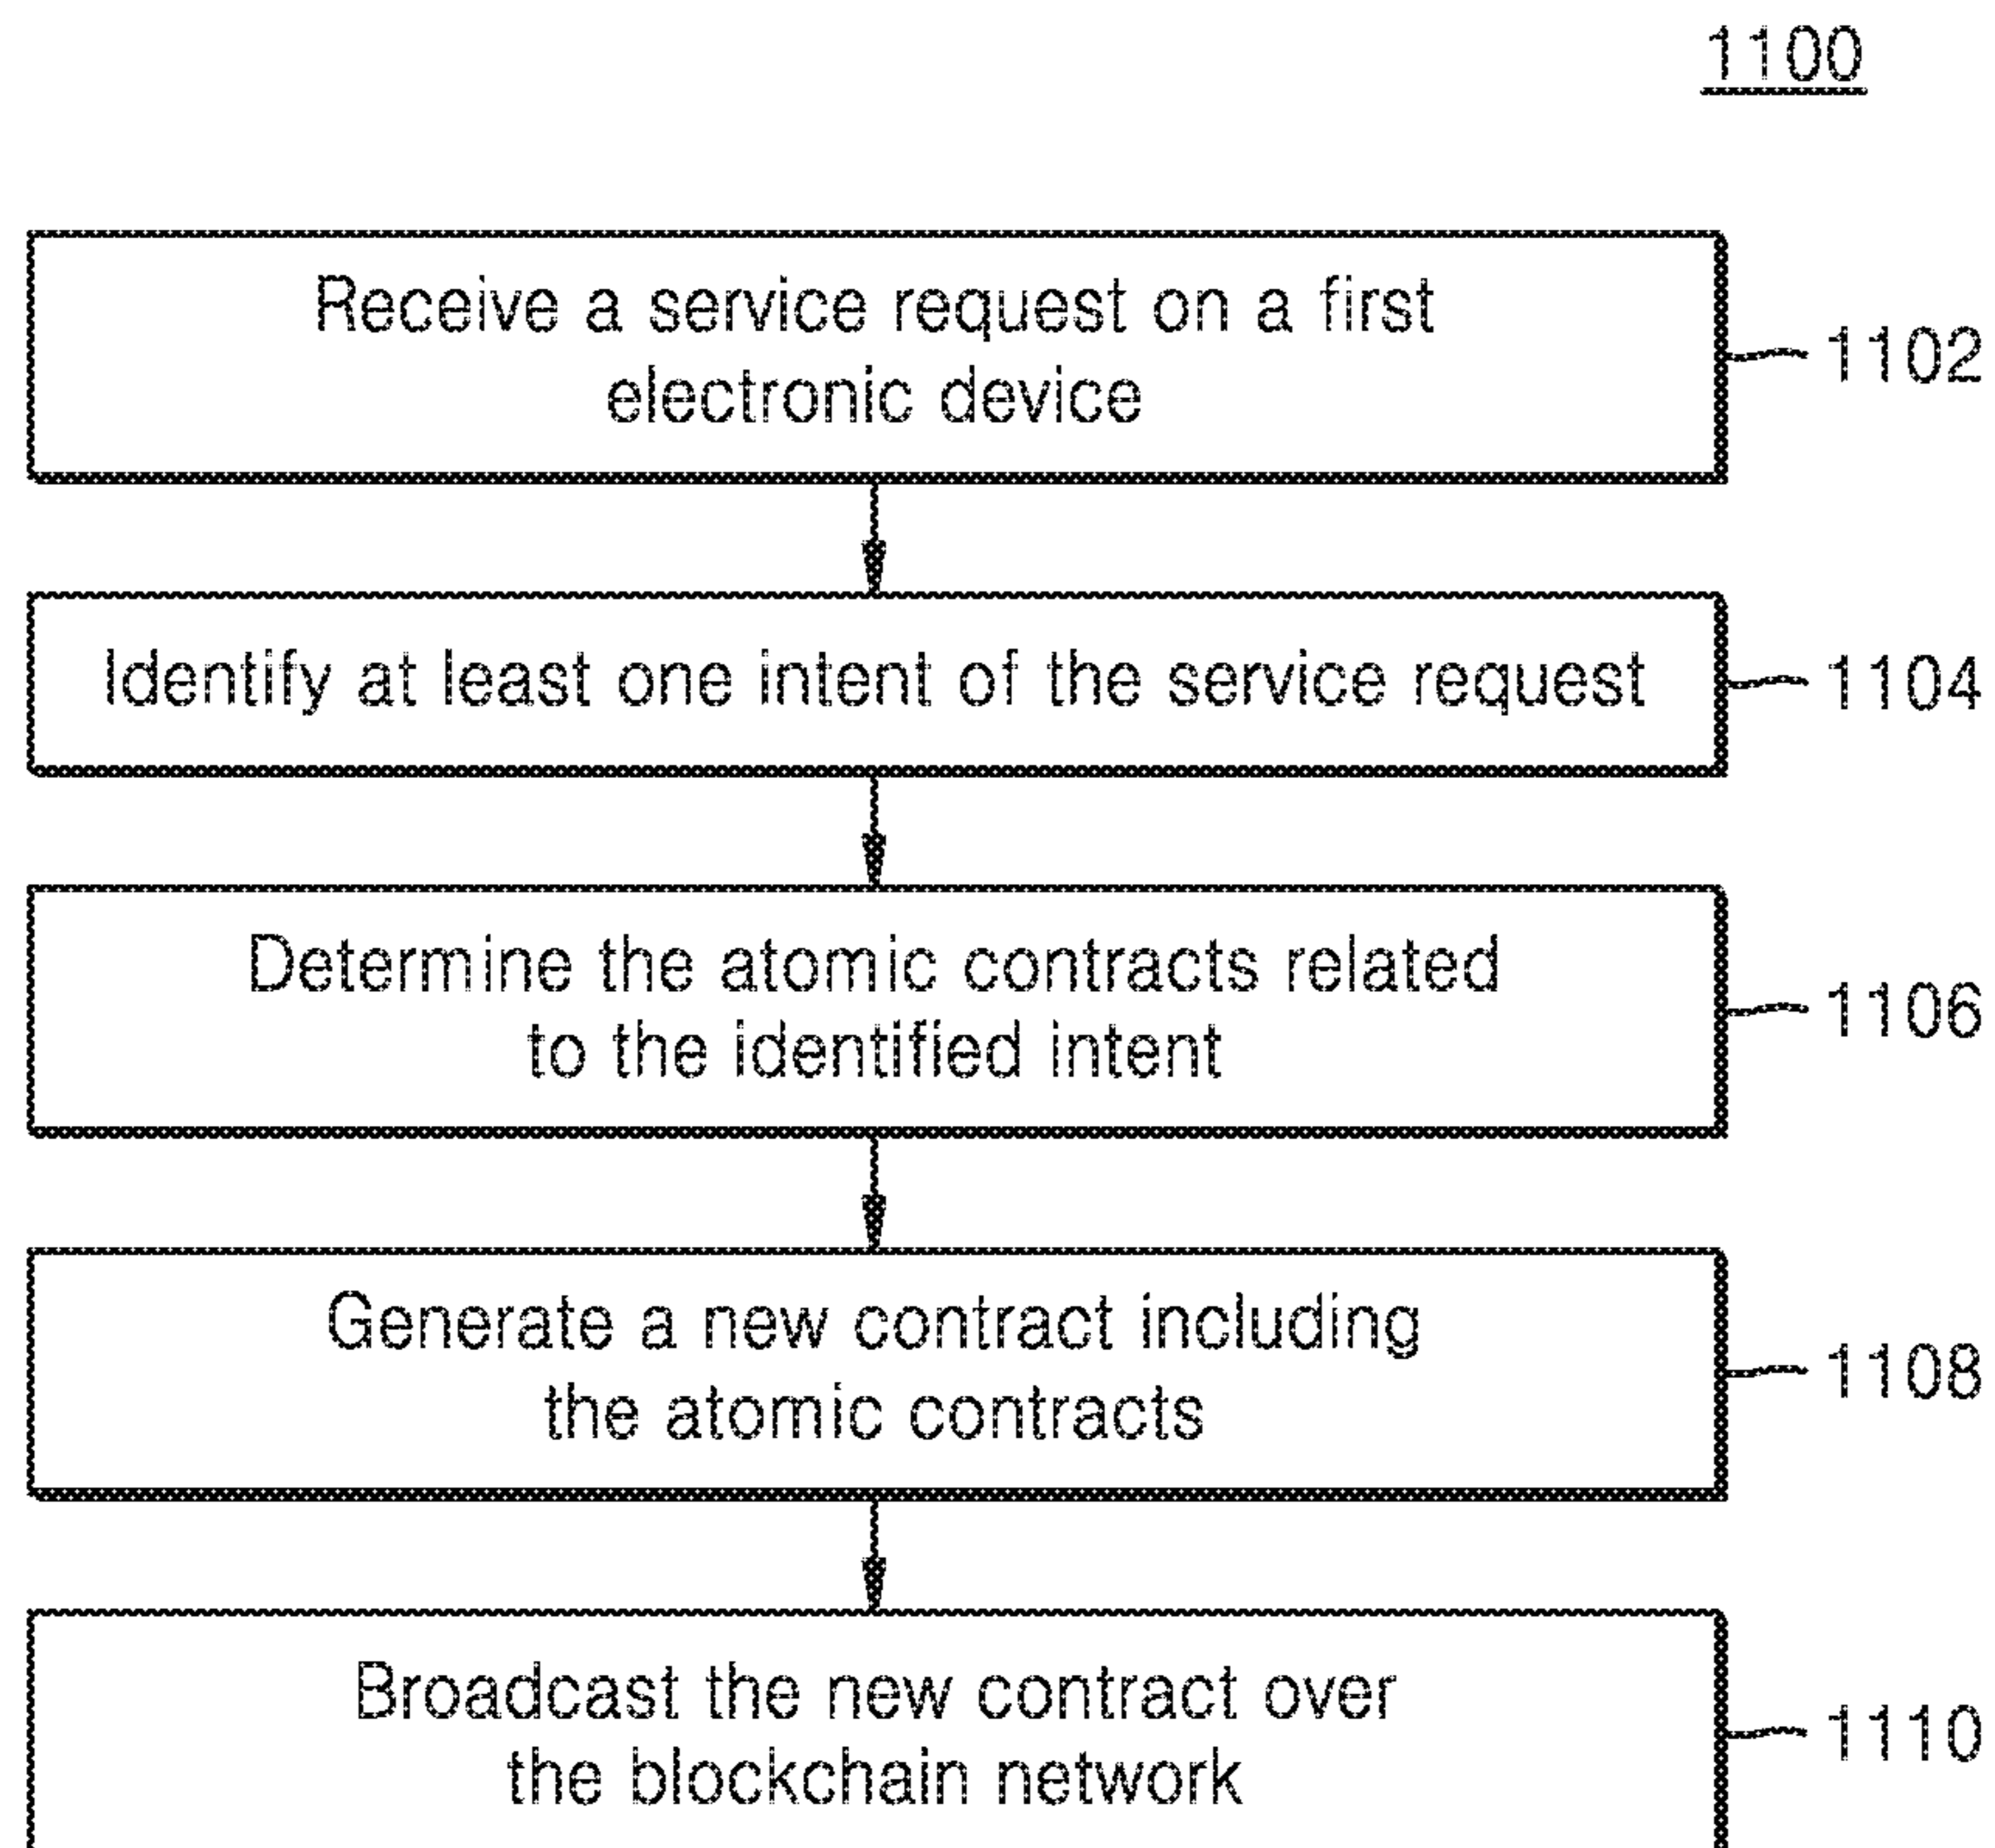 1100
Receive a service request on a first
electronic device
1102
Identify at least one intent of the service request
1104
Determine the atomic contracts related
to the identified intent
1106
Generate a new contract including
the atomic contracts
1108
Broadcast the new contract over
the blockchain network
1110